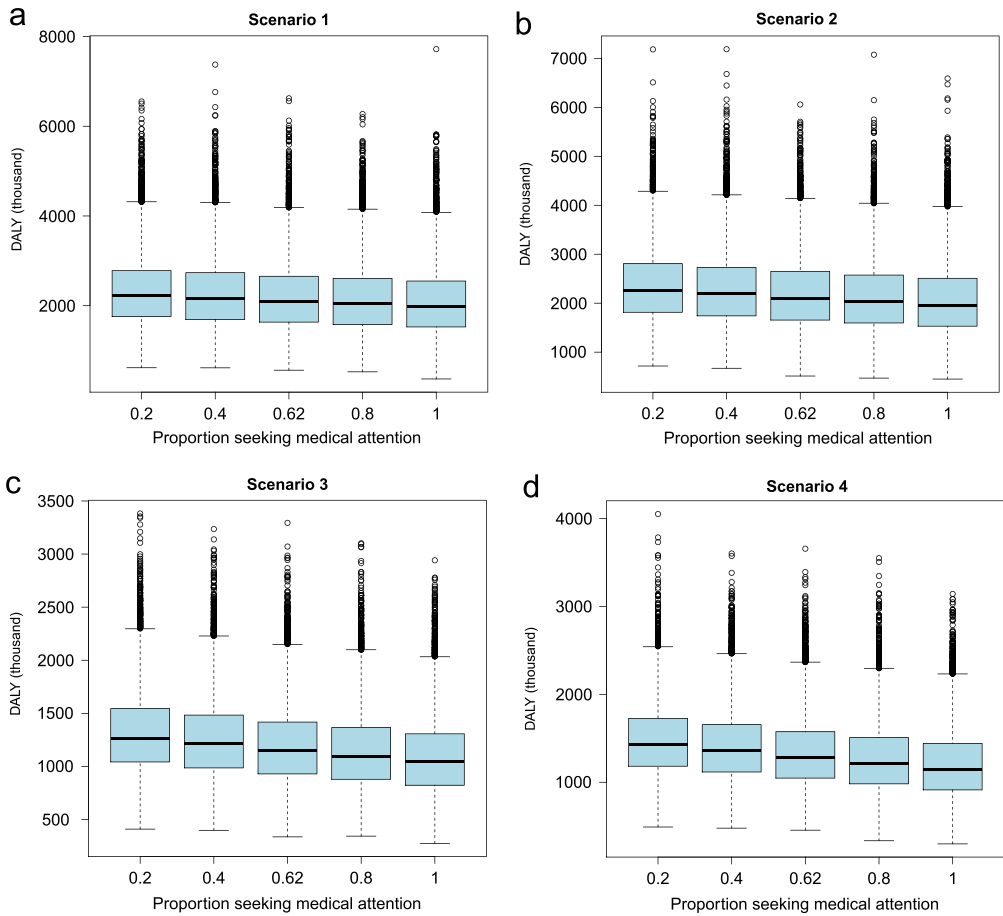 a
Scenario 1
8000
6000
4000
2000
DALY (thousand)
0.2 0.4 0.62 0.8 1
Proportion seeking medical attention
b
Scenario 2
7000
6000
5000
4000
3000
2000
1000
DALY (thousand)
0.2 0.4 0.62 0.8 1
Proportion seeking medical attention
c
Scenario 3
3500
3000
2500
2000
1500
1000
500
DALY (thousand)
0.2 0.4 0.62 0.8 1
Proportion seeking medical attention
d
Scenario 4
4000
3000
2000
1000
DALY (thousand)
0.2 0.4 0.62 0.8 1
Proportion seeking medical attention